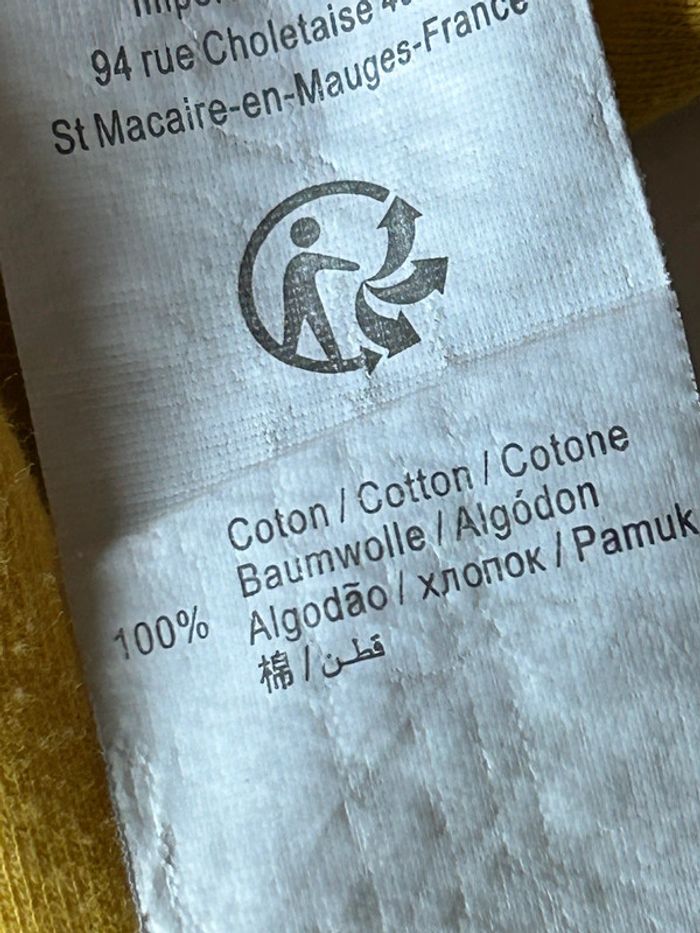 94 rue Choletaise
St Macaire-en-Mauges-France
Coton / Cotton / Cotone
Baumwolle / Algódon
100% Algodão / хлопок / Pamuk
棉 / قطن